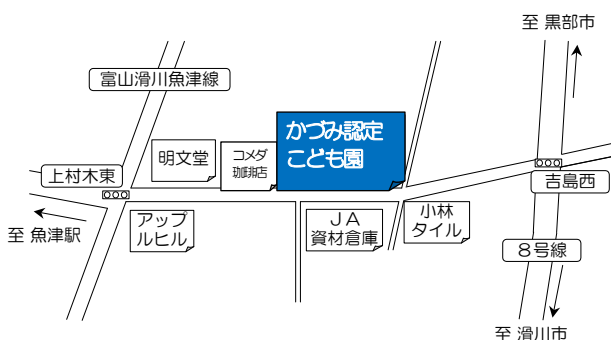 至 黒部市
富山滑川魚津線
かづみ認定
こども園
明文堂
コメダ
珈琲店
上村木東
吉島西
アップ
ルヒル
ＪＡ
資材倉庫
小林
タイル
至 魚津駅
８号線
至 滑川市